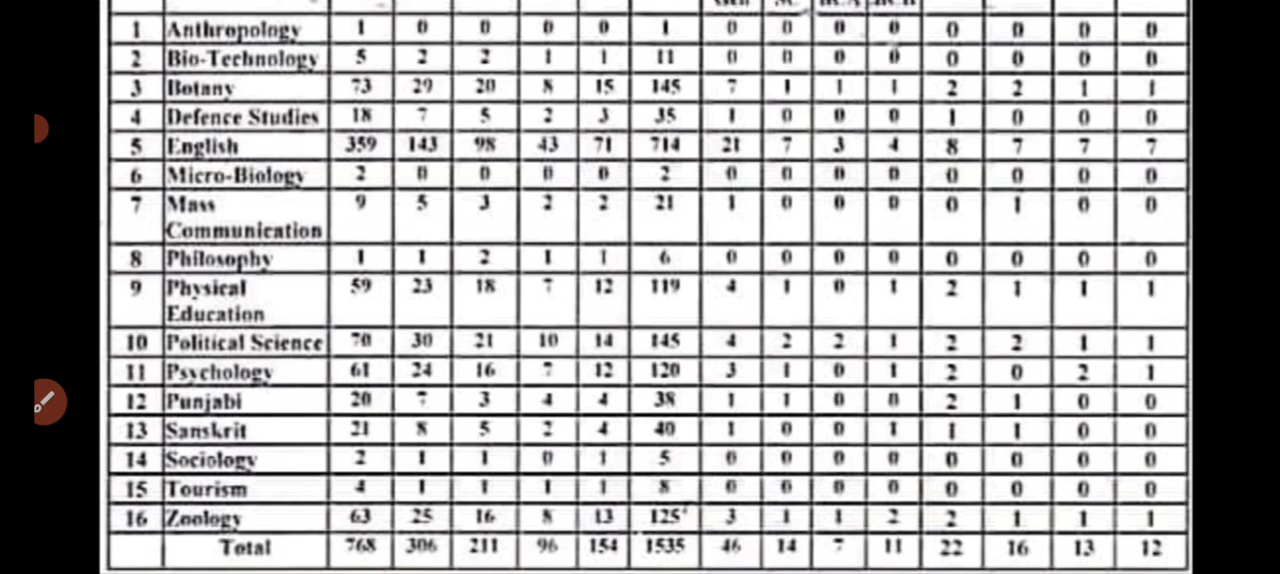 Gen SC BCA BCB
1 Anthropology 1 0 0 0 0 1 0 0 0 0 0 0 0 0
2 Bio-Technology 5 2 2 1 1 11 0 0 0 0 0 0 0 0
3 Botany 73 29 20 8 15 145 7 1 1 1 2 2 1 1
4 Defence Studies 18 7 5 2 3 35 1 0 0 0 1 0 0 0
5 English 359 143 98 43 71 714 21 7 3 4 8 7 7 7
6 Micro-Biology 2 0 0 0 0 2 0 0 0 0 0 0 0 0
7 Mass 9 5 3 2 2 21 1 0 0 0 0 1 0 0
Communication
8 Philosophy 1 1 2 1 1 6 0 0 0 0 0 0 0 0
9 Physical 59 23 18 7 12 119 4 1 0 1 2 1 1 1
Education
10 Political Science 70 30 21 10 14 145 4 2 2 1 2 2 1 1
11 Psychology 61 24 16 7 12 120 3 1 0 1 2 0 2 1
12 Punjabi 20 7 3 4 4 38 1 1 0 0 2 1 0 0
13 Sanskrit 21 8 5 2 4 40 1 0 0 1 1 1 0 0
14 Sociology 2 1 1 0 1 5 0 0 0 0 0 0 0 0
15 Tourism 4 1 1 1 1 8 0 0 0 0 0 0 0 0
16 Zoology 63 25 16 8 13 125 3 1 1 2 2 1 1 1
Total 768 306 211 96 154 1535 46 14 7 11 22 16 13 12